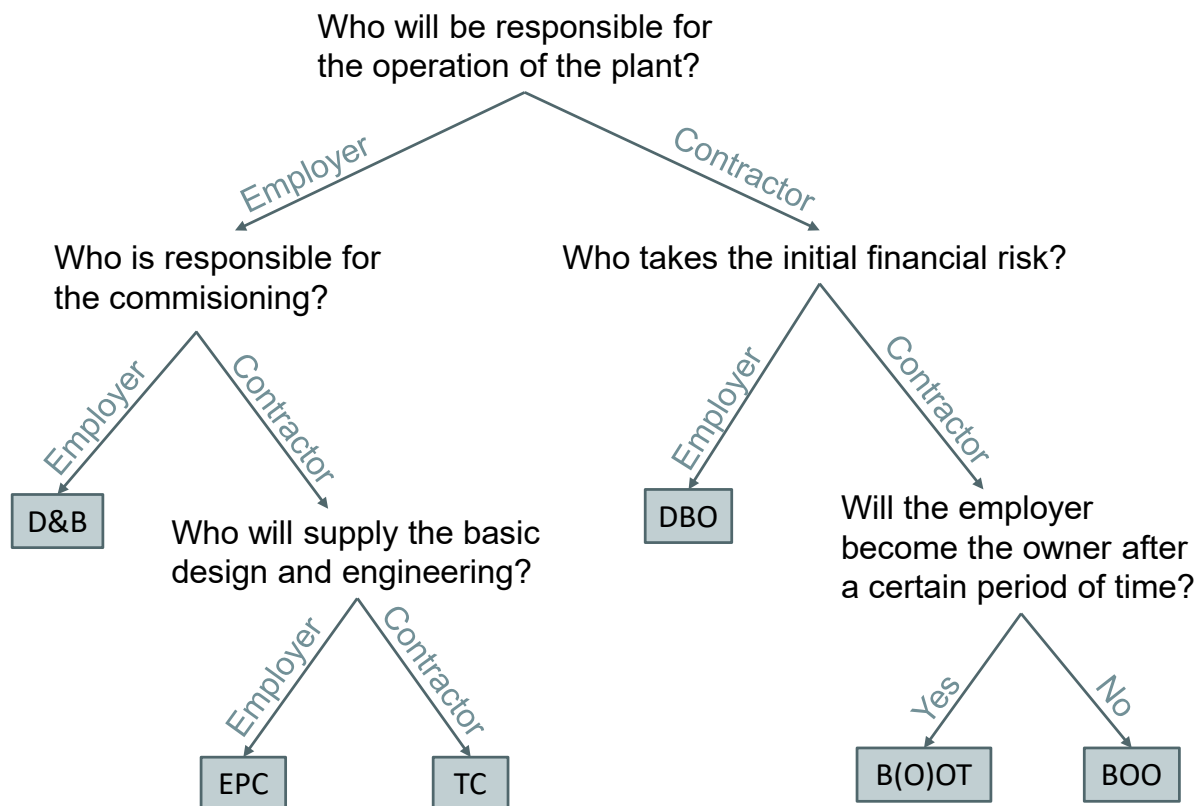 Who will be responsible for
the operation of the plant?
Employer
Contractor
Who is responsible for
the commisioning?
Who takes the initial financial risk?
Employer
Contractor
Employer
Contractor
D&B
Who will supply the basic
design and engineering?
DBO
Will the employer
become the owner after
a certain period of time?
Employer
Contractor
Yes
No
EPC
TC
B(O)OT
BOO